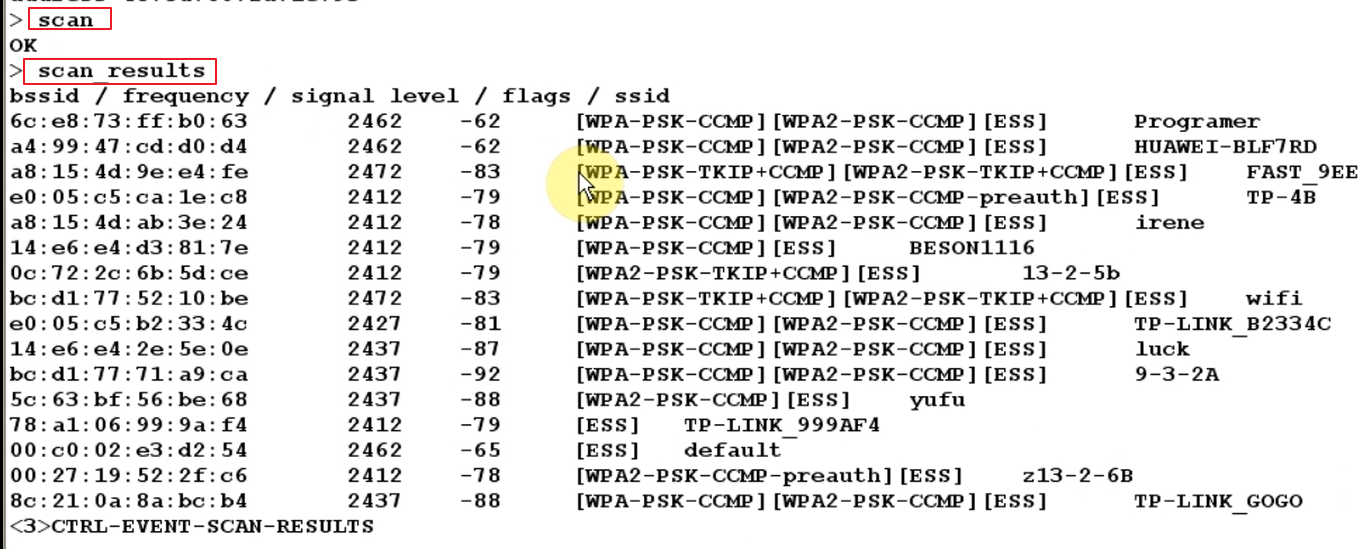 > scan
OK
> scan_results
bssid / frequency / signal level / flags / ssid
6c:e8:73:ff:b0:63 2462 -62 [WPA-PSK-CCMP][WPA2-PSK-CCMP][ESS] Programer
a4:99:47:cd:d0:d4 2462 -62 [WPA-PSK-CCMP][WPA2-PSK-CCMP][ESS] HUAWEI-BLF7RD
a8:15:4d:9e:e4:fe 2472 -83 [WPA-PSK-TKIP+CCMP][WPA2-PSK-TKIP+CCMP][ESS] FAST_9EE
e0:05:c5:ca:1e:c8 2412 -79 [WPA-PSK-CCMP][WPA2-PSK-CCMP-preauth][ESS] TP-4B
a8:15:4d:ab:3e:24 2412 -78 [WPA-PSK-CCMP][WPA2-PSK-CCMP][ESS] irene
14:e6:e4:d3:81:7e 2412 -79 [WPA-PSK-CCMP][ESS] BESON1116
0c:72:2c:6b:5d:ce 2412 -79 [WPA2-PSK-TKIP+CCMP][ESS] 13-2-5b
bc:d1:77:52:10:be 2472 -83 [WPA-PSK-TKIP+CCMP][WPA2-PSK-TKIP+CCMP][ESS] wifi
e0:05:c5:b2:33:4c 2427 -81 [WPA-PSK-CCMP][WPA2-PSK-CCMP][ESS] TP-LINK_B2334C
14:e6:e4:2e:5e:0e 2437 -87 [WPA-PSK-CCMP][WPA2-PSK-CCMP][ESS] luck
bc:d1:77:71:a9:ca 2437 -92 [WPA-PSK-CCMP][WPA2-PSK-CCMP][ESS] 9-3-2A
5c:63:bf:56:be:68 2437 -88 [WPA2-PSK-CCMP][ESS] yufu
78:a1:06:99:9a:f4 2412 -79 [ESS] TP-LINK_999AF4
00:c0:02:e3:d2:54 2462 -65 [ESS] default
00:27:19:52:2f:c6 2412 -78 [WPA2-PSK-CCMP-preauth][ESS] z13-2-6B
8c:21:0a:8a:bc:b4 2437 -88 [WPA-PSK-CCMP][WPA2-PSK-CCMP][ESS] TP-LINK_GOGO
<3>CTRL-EVENT-SCAN-RESULTS